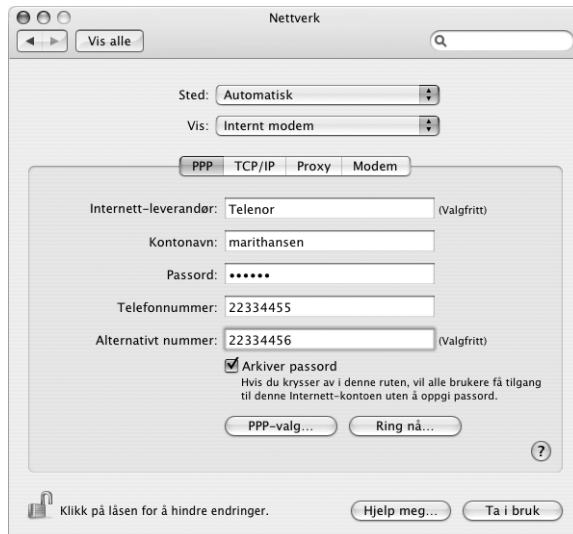 Nettverk
Vis alle
Sted: Automatisk
Vis: Internt modem
PPP TCP/IP Proxy Modem
Internett-leverandør: Telenor (Valgfritt)
Kontonavn: marithansen
Passord: ••••••
Telefonnummer: 22334455
Alternativt nummer: 22334456 (Valgfritt)
Arkiver passord
Hvis du krysser av i denne ruten, vil alle brukere få tilgang
til denne Internett-kontoen uten å oppgi passord.
PPP-valg... Ring nå...
?
Klikk på låsen for å hindre endringer. Hjelp meg... Ta i bruk